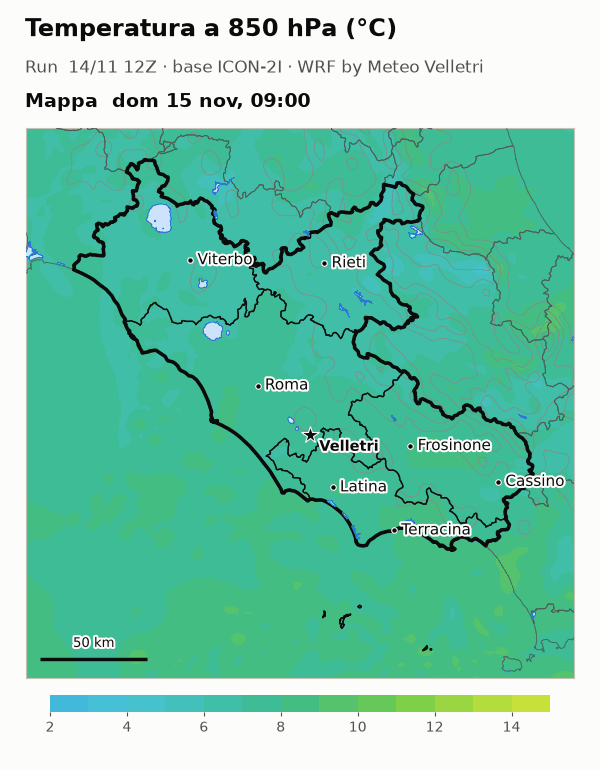 Temperatura a 850 hPa (°C)
Run  14/11 12Z · base ICON-2I · WRF by Meteo Velletri
Mappa  dom 15 nov, 09:00
Viterbo
Rieti
Roma
Velletri
Frosinone
Cassino
Latina
Terracina
50 km
2 4 6 8 10 12 14